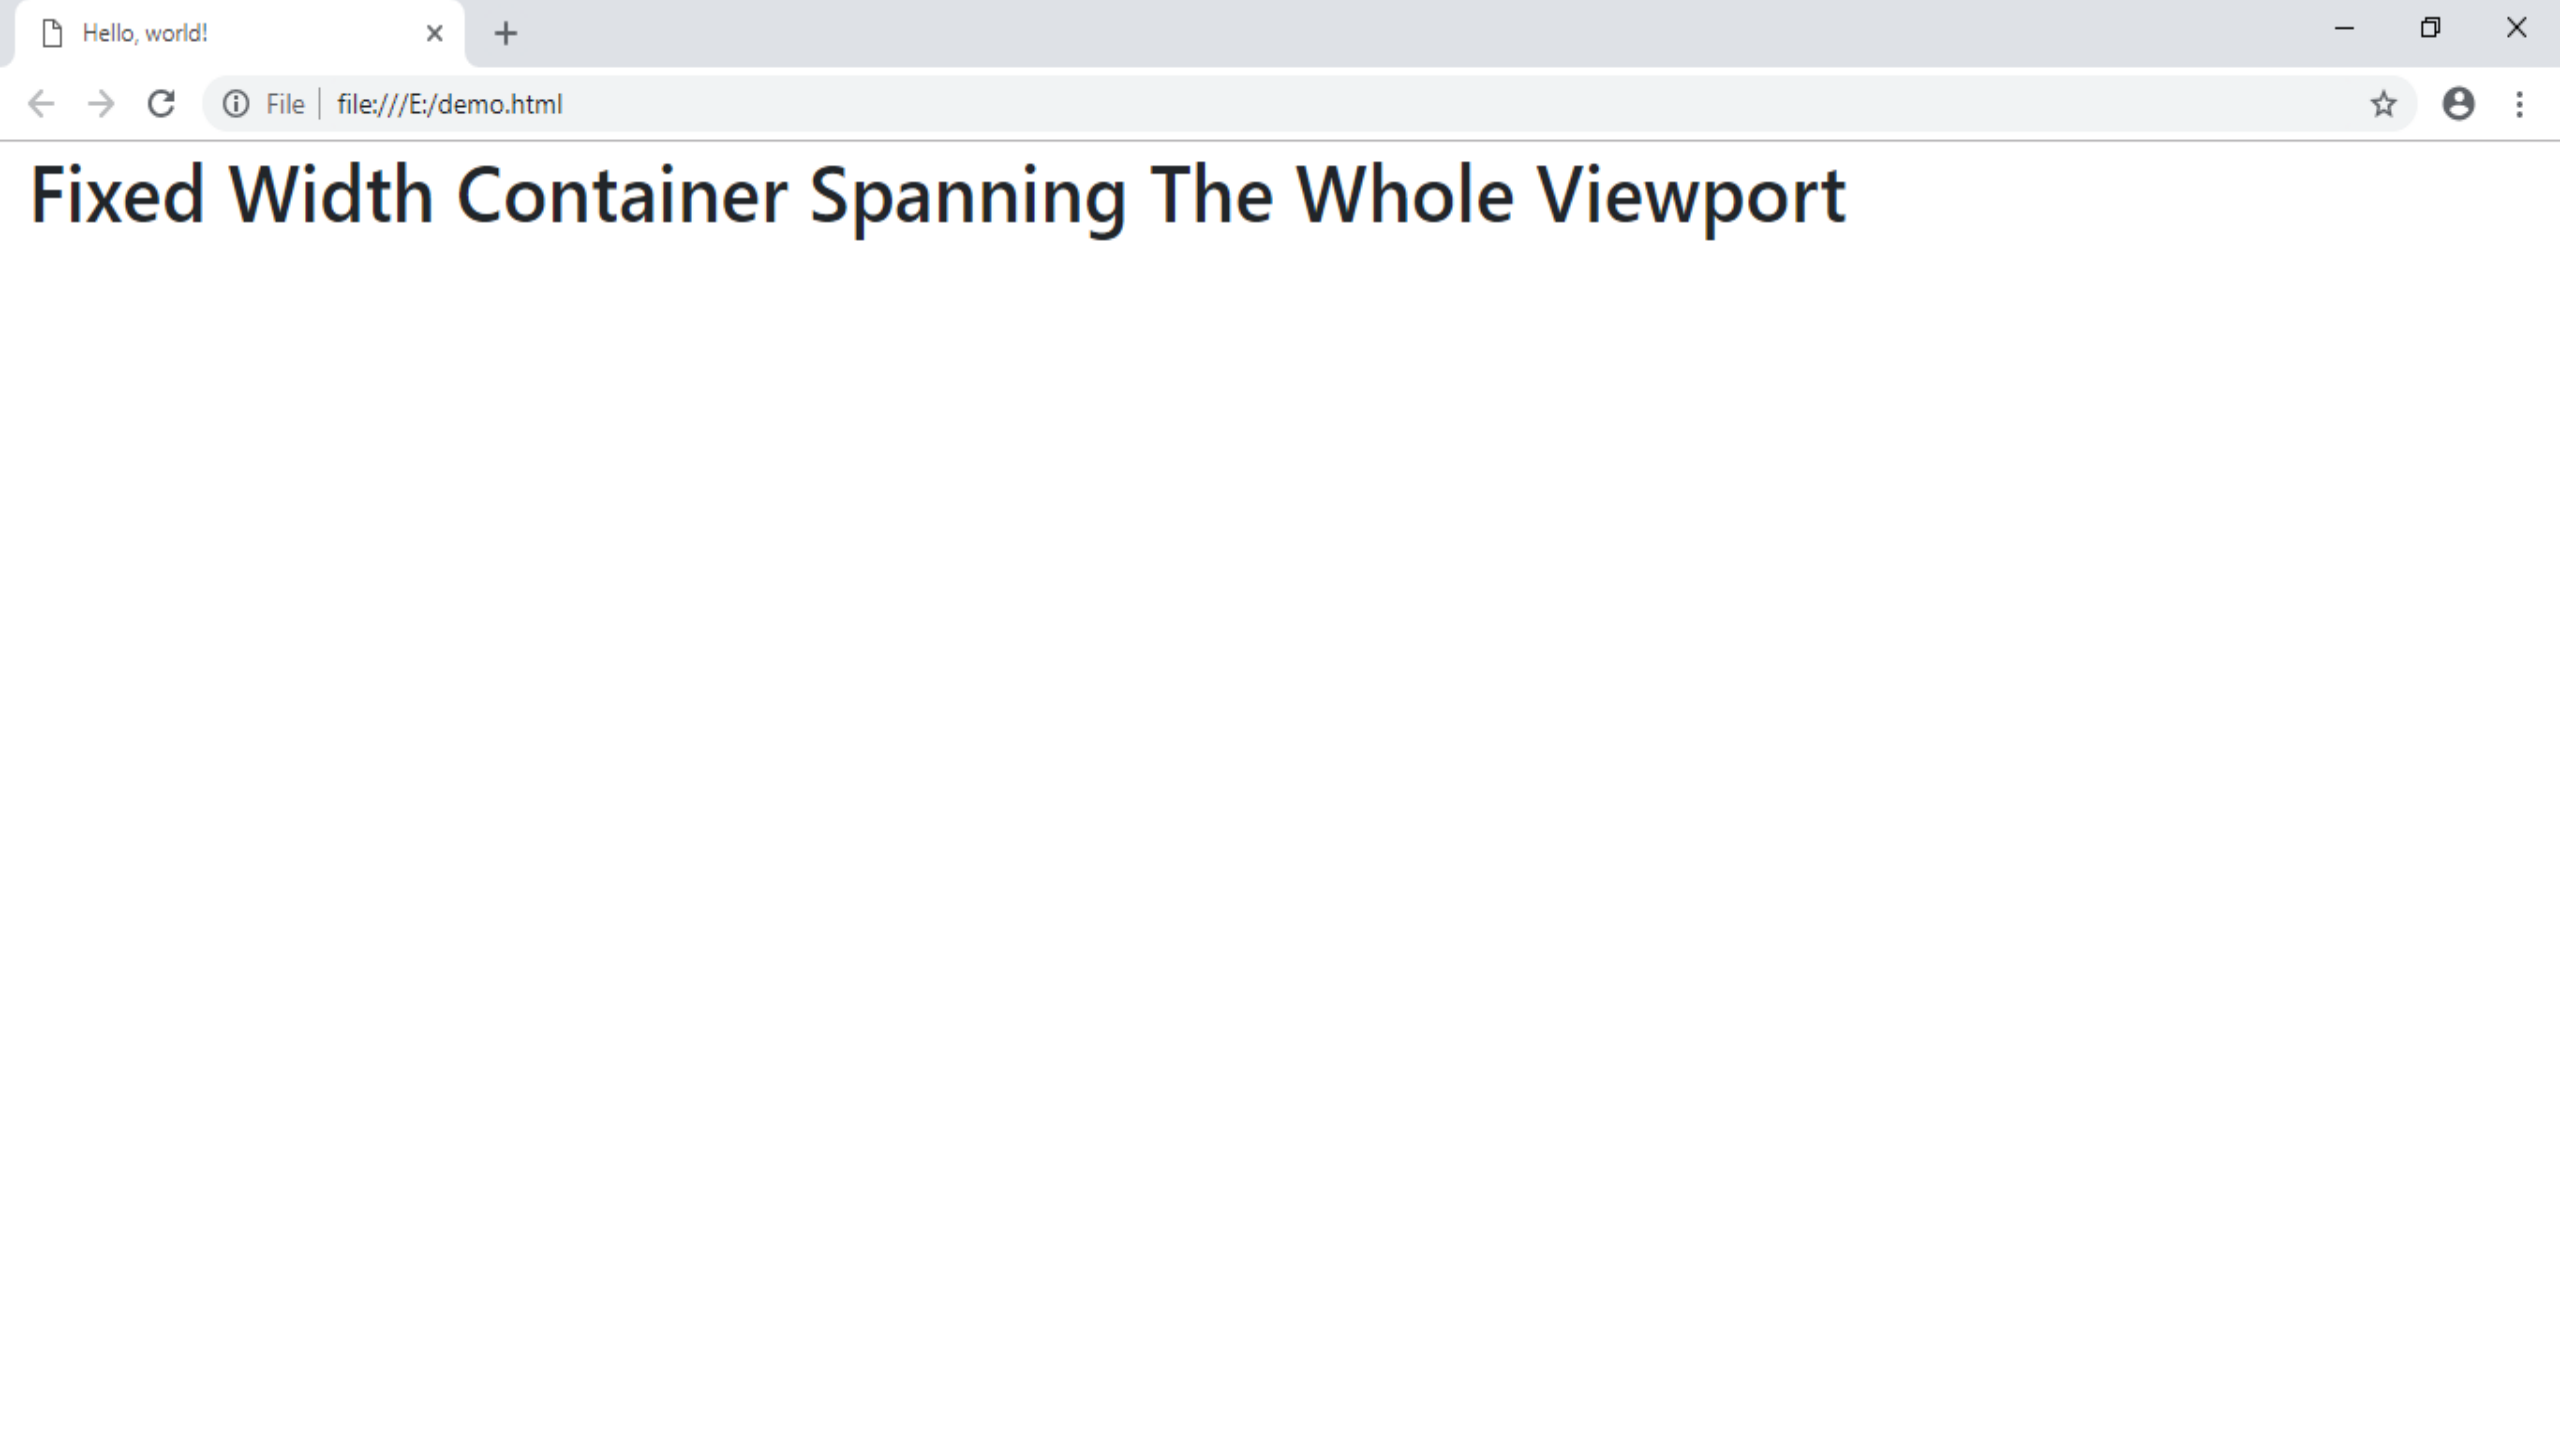 Hello, world!
File file:///E:/demo.html
Fixed Width Container Spanning The Whole Viewport